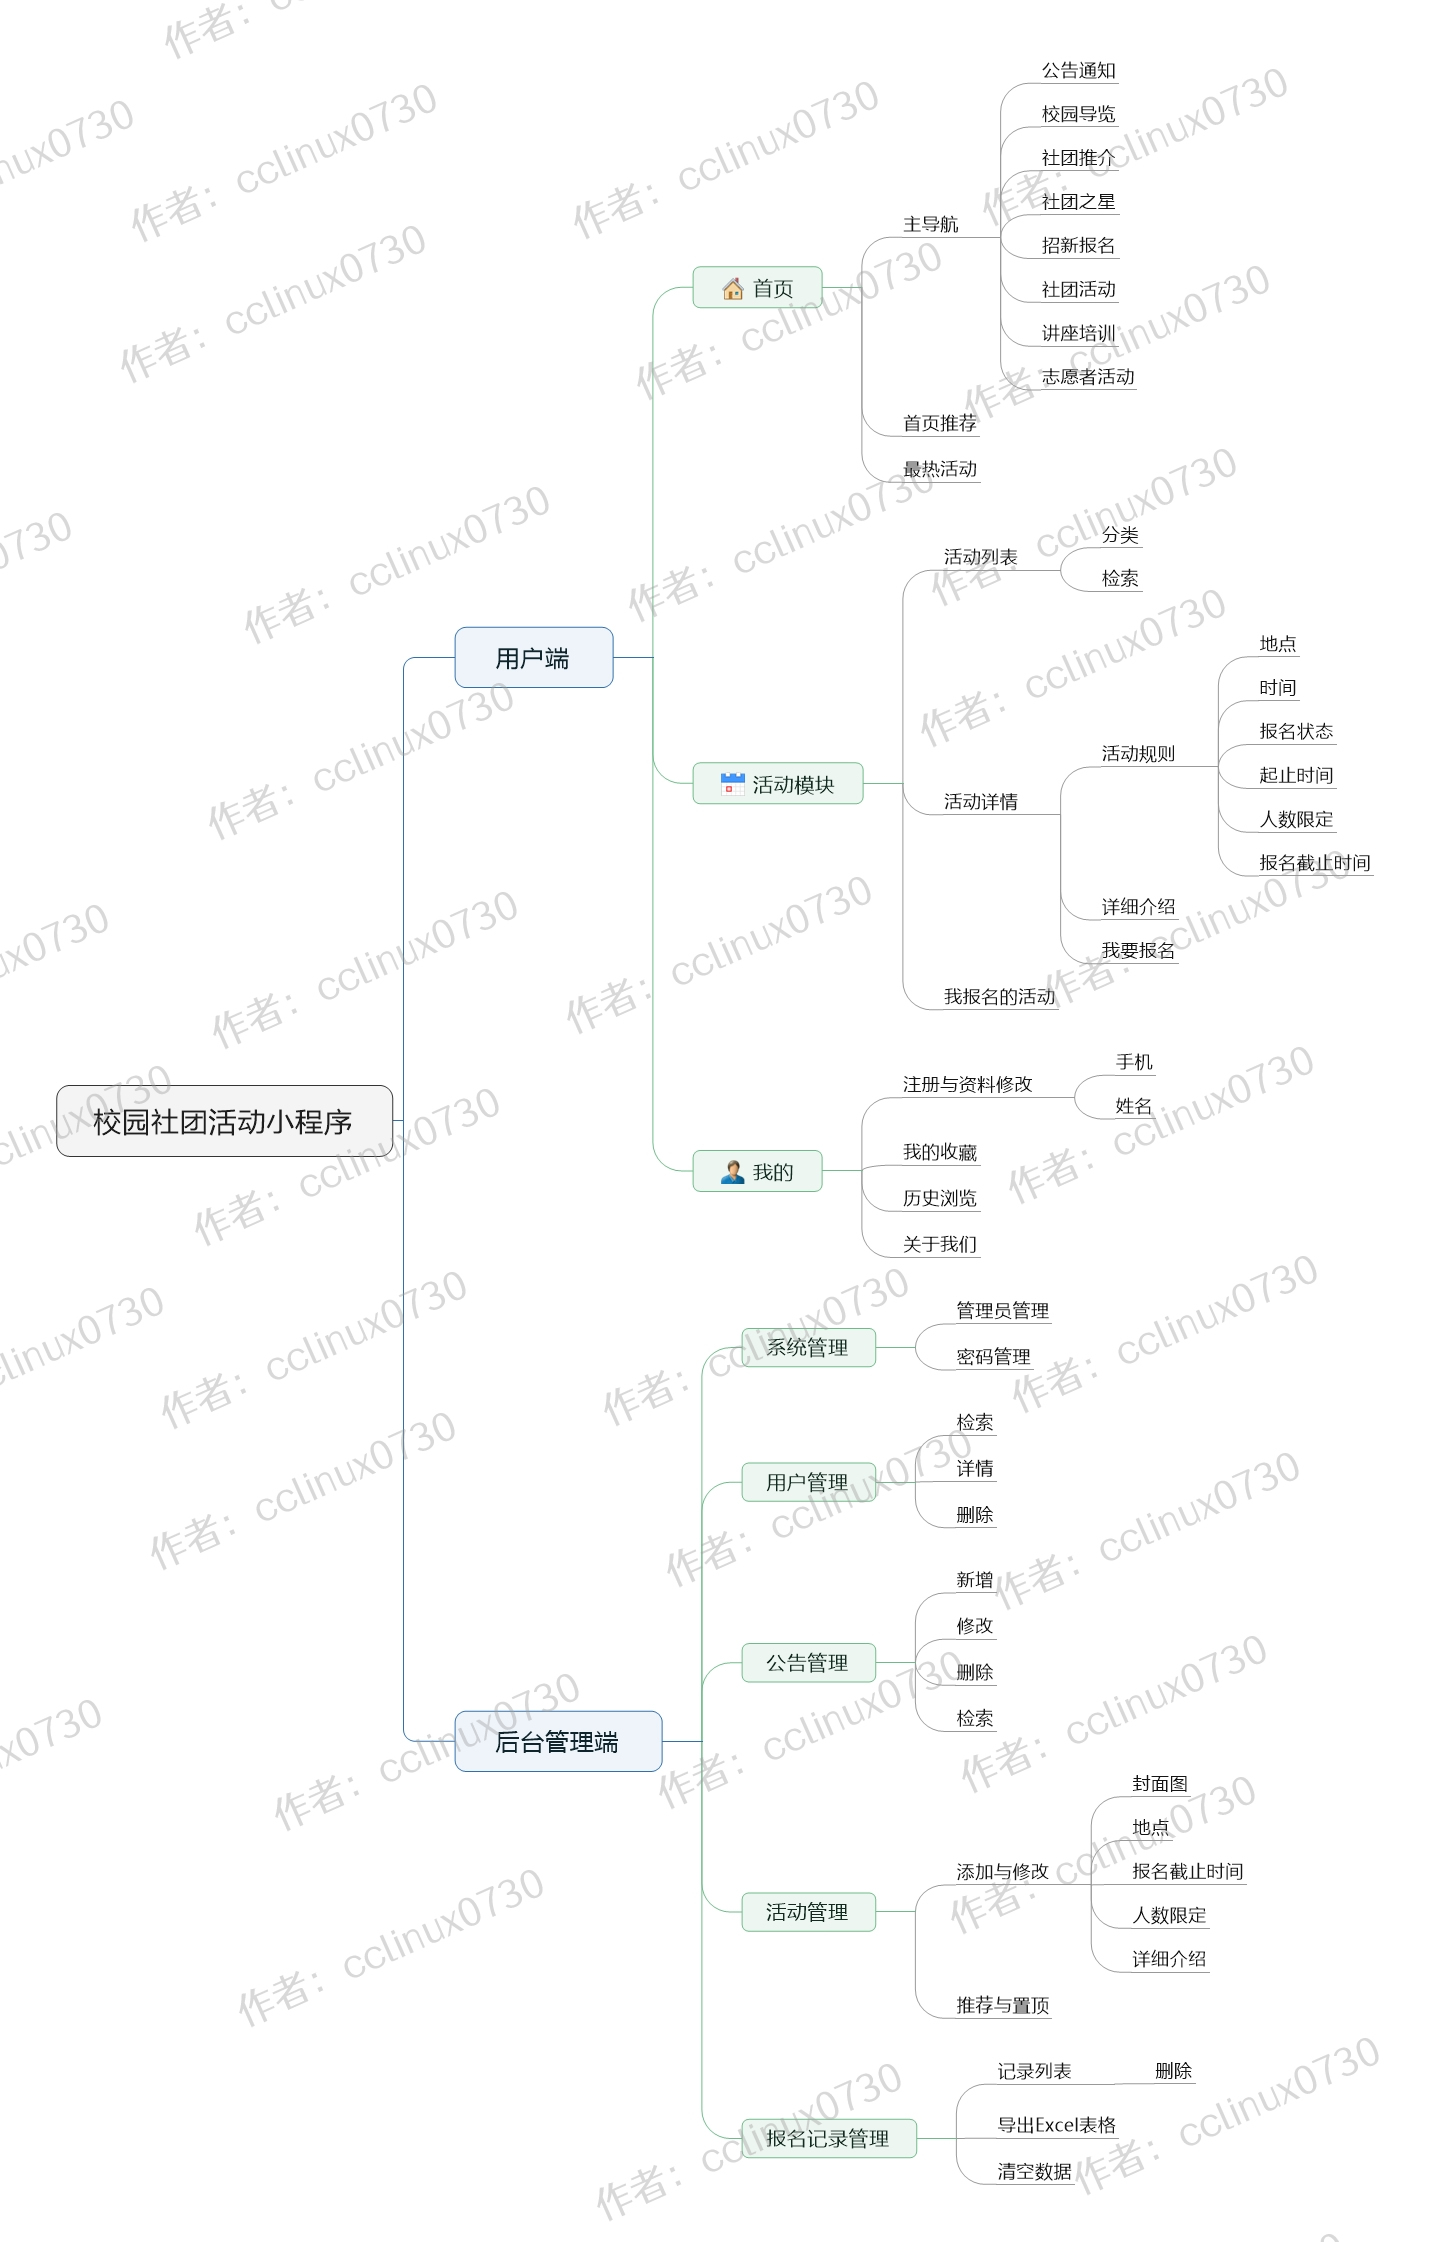 校园社团活动小程序
用户端
首页
主导航
公告通知
校园导览
社团推介
社团之星
招新报名
社团活动
讲座培训
志愿者活动
首页推荐
最热活动
活动模块
活动列表
分类
检索
活动详情
活动规则
地点
时间
报名状态
起止时间
人数限定
报名截止时间
详细介绍
我要报名
我报名的活动
我的
注册与资料修改
手机
姓名
我的收藏
历史浏览
关于我们
后台管理端
系统管理
管理员管理
密码管理
用户管理
检索
详情
删除
公告管理
新增
修改
删除
检索
活动管理
添加与修改
封面图
地点
报名截止时间
人数限定
详细介绍
推荐与置顶
报名记录管理
记录列表
删除
导出Excel表格
清空数据
作者：cclinux0730